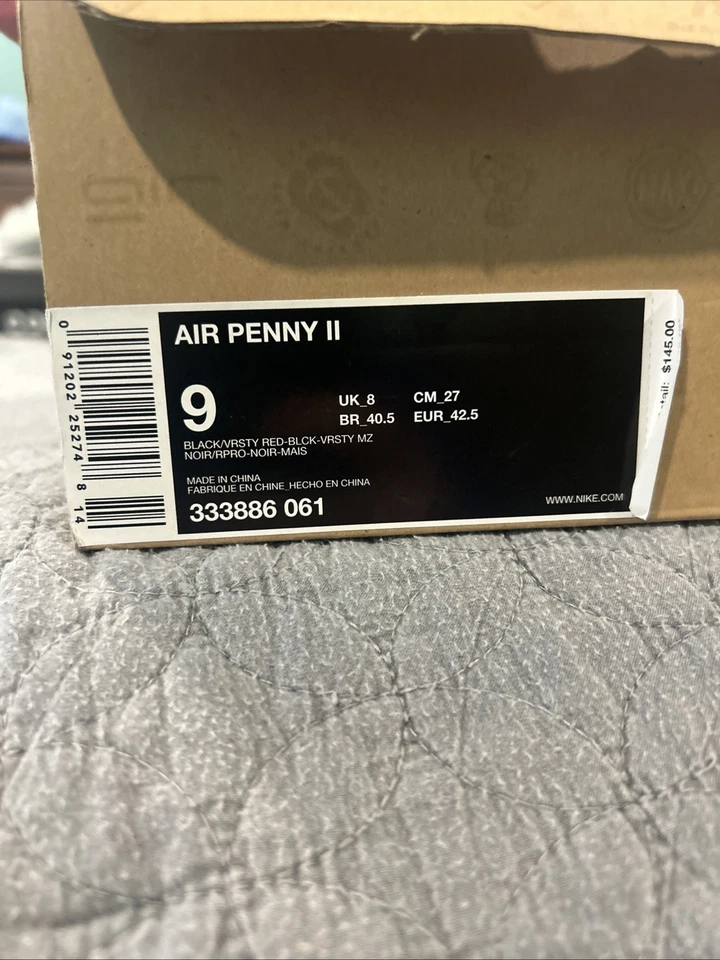 MAX
AIR PENNY II
9
UK_8 CM_27
BR_40.5 EUR_42.5
BLACK/VRSTY RED-BLCK-VRSTY MZ
NOIR/RPRO-NOIR-MAIS
MADE IN CHINA
FABRIQUE EN CHINE_HECHO EN CHINA
333886 061
WWW.NIKE.COM
0 91202 25274 8 14
$145.00